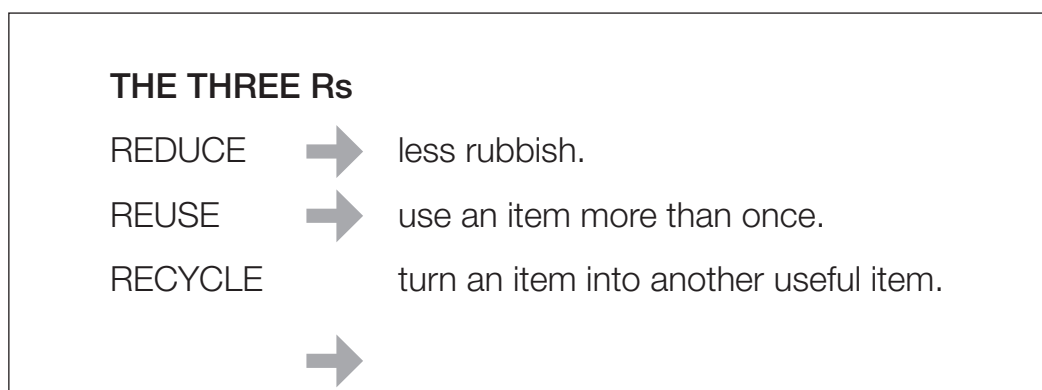 THE THREE Rs
REDUCE less rubbish.
REUSE use an item more than once.
RECYCLE turn an item into another useful item.